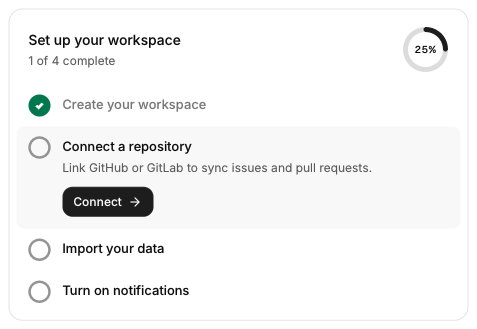 Set up your workspace
1 of 4 complete
25%
Create your workspace
Connect a repository
Link GitHub or GitLab to sync issues and pull requests.
Connect →
Import your data
Turn on notifications